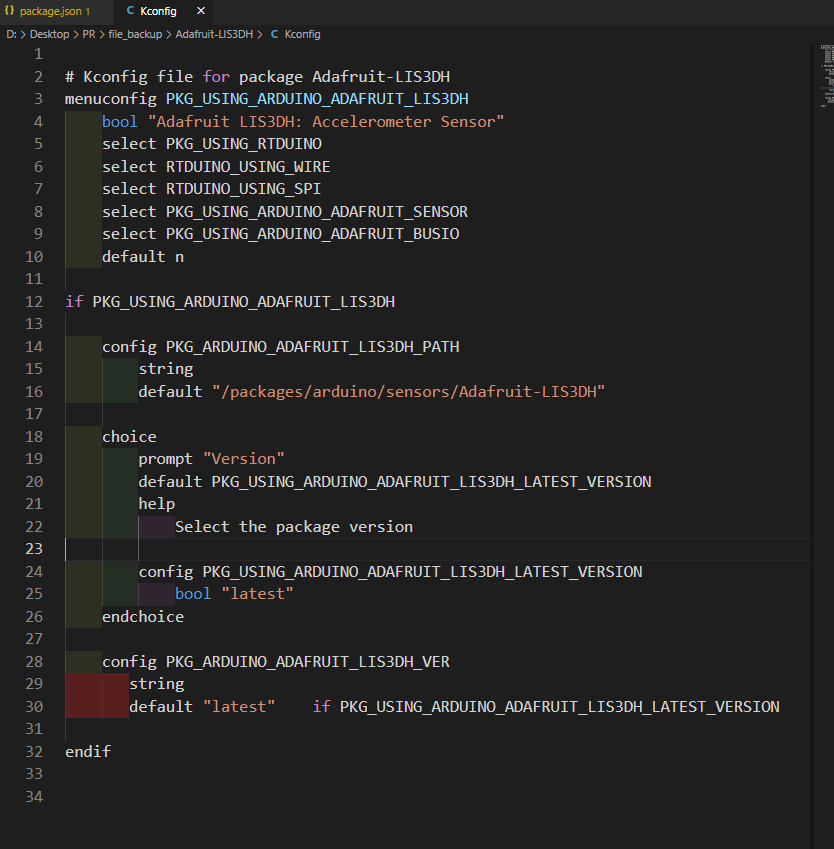 package.json 1
C Kconfig ×
D: > Desktop > PR > file_backup > Adafruit-LIS3DH > C Kconfig
1
2 # Kconfig file for package Adafruit-LIS3DH
3 menuconfig PKG_USING_ARDUINO_ADAFRUIT_LIS3DH
4 bool "Adafruit LIS3DH: Accelerometer Sensor"
5 select PKG_USING_RTDUINO
6 select RTDUINO_USING_WIRE
7 select RTDUINO_USING_SPI
8 select PKG_USING_ARDUINO_ADAFRUIT_SENSOR
9 select PKG_USING_ARDUINO_ADAFRUIT_BUSIO
10 default n
11
12 if PKG_USING_ARDUINO_ADAFRUIT_LIS3DH
13
14 config PKG_ARDUINO_ADAFRUIT_LIS3DH_PATH
15 string
16 default "/packages/arduino/sensors/Adafruit-LIS3DH"
17
18 choice
19 prompt "Version"
20 default PKG_USING_ARDUINO_ADAFRUIT_LIS3DH_LATEST_VERSION
21 help
22 Select the package version
23
24 config PKG_USING_ARDUINO_ADAFRUIT_LIS3DH_LATEST_VERSION
25 bool "latest"
26 endchoice
27
28 config PKG_ARDUINO_ADAFRUIT_LIS3DH_VER
29 string
30 default "latest"    if PKG_USING_ARDUINO_ADAFRUIT_LIS3DH_LATEST_VERSION
31
32 endif
33
34